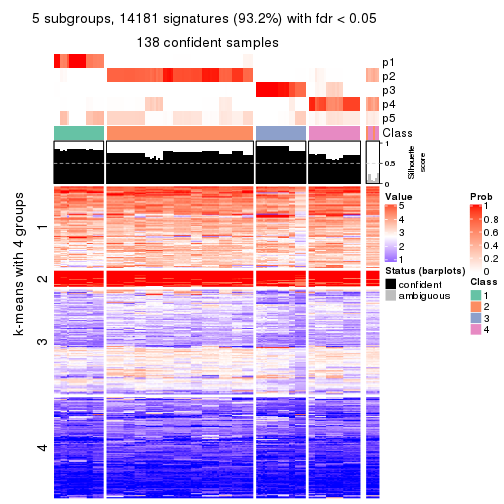 5 subgroups, 14181 signatures (93.2%) with fdr < 0.05
138 confident samples
p1
p2
p3
p4
p5
Class
1
0.5
0
Silhouette
score
k-means with 4 groups
1
2
3
4
Value
5
4
3
2
1
Status (barplots)
confident
ambiguous
Prob
1
0.8
0.6
0.4
0.2
0
Class
1
2
3
4